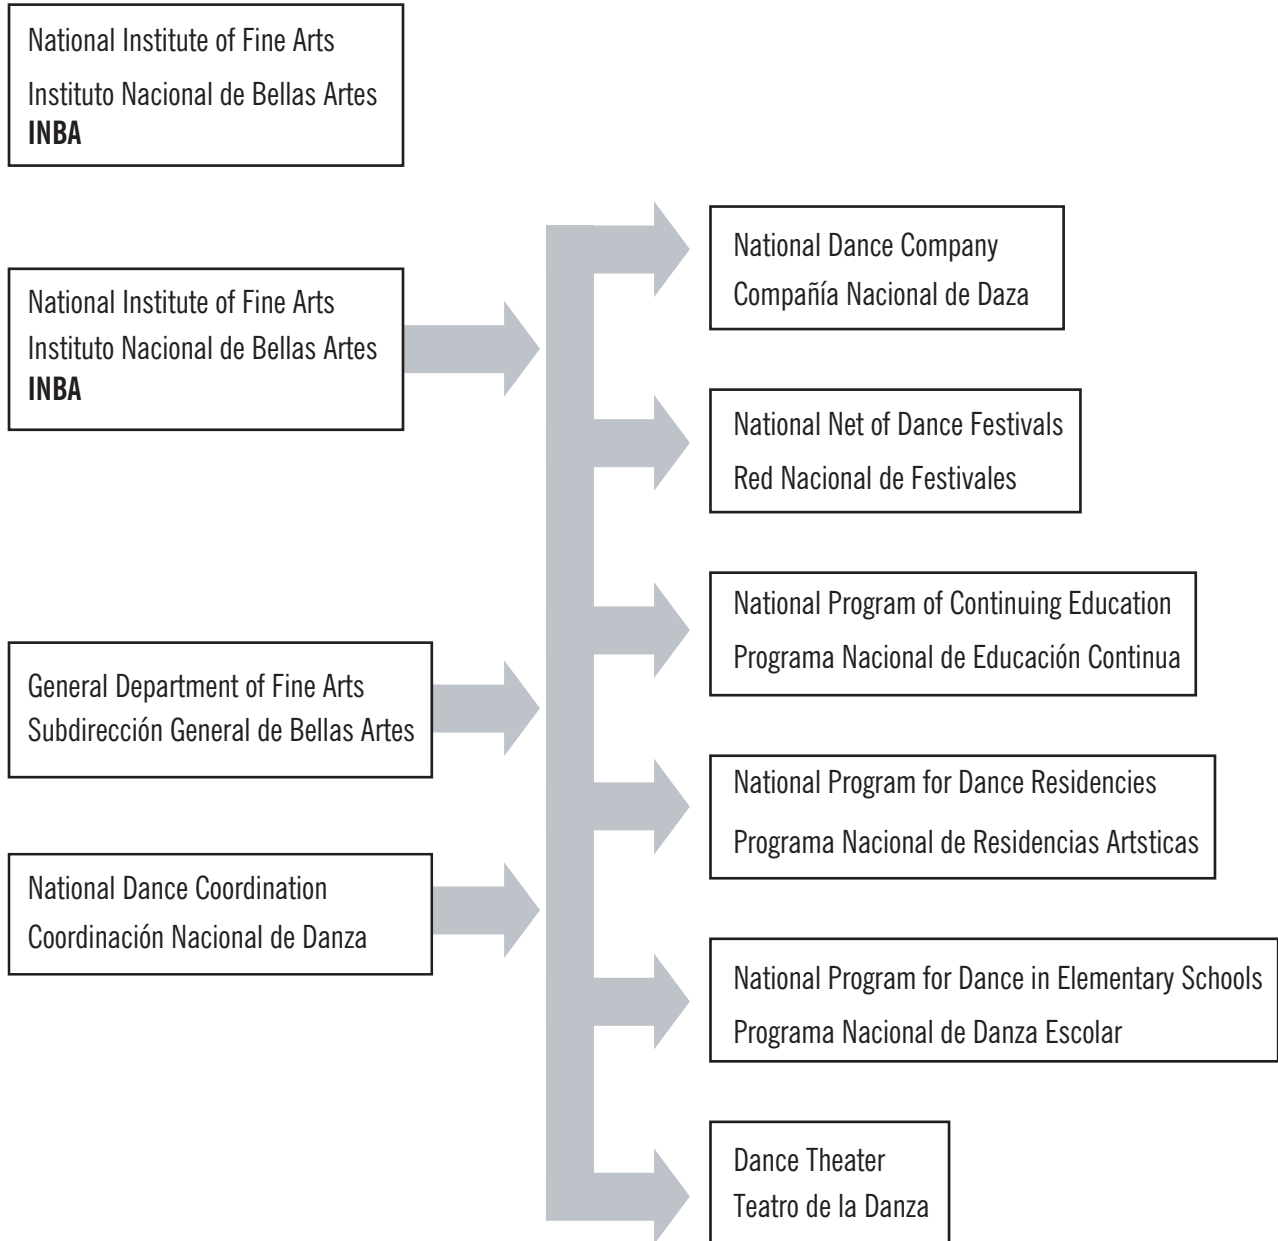 National Institute of Fine Arts
Instituto Nacional de Bellas Artes
INBA
National Institute of Fine Arts
Instituto Nacional de Bellas Artes
INBA
General Department of Fine Arts
Subdirección General de Bellas Artes
National Dance Coordination
Coordinación Nacional de Danza
National Dance Company
Compañía Nacional de Daza
National Net of Dance Festivals
Red Nacional de Festivales
National Program of Continuing Education
Programa Nacional de Educación Continua
National Program for Dance Residencies
Programa Nacional de Residencias Artsticas
National Program for Dance in Elementary Schools
Programa Nacional de Danza Escolar
Dance Theater
Teatro de la Danza